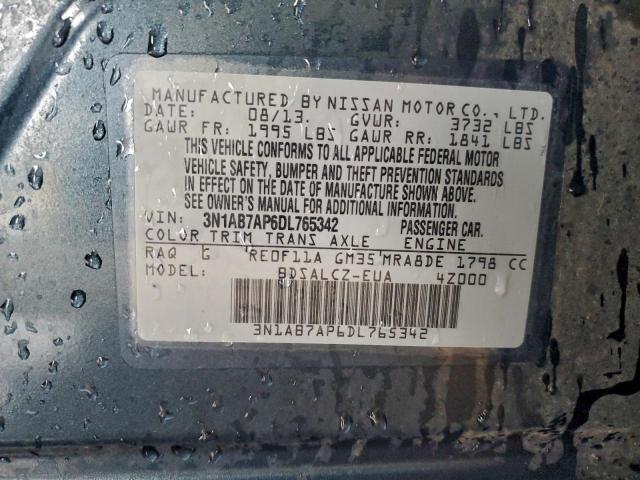 MANUFACTURED BY NISSAN MOTOR CO., LTD.
DATE: 08/13. GVWR: 3732 LBS
GAWR FR: 1995 LBS GAWR RR: 1841 LBS
THIS VEHICLE CONFORMS TO ALL APPLICABLE FEDERAL MOTOR
VEHICLE SAFETY, BUMPER AND THEFT PREVENTION STANDARDS
IN EFFECT ON THE DATE OF MANUFACTURE SHOWN ABOVE.
SEE OWNER'S MANUAL FOR ADDITIONAL INFORMATION
VIN: 3N1AB7AP6DL765342 PASSENGER CAR.
COLOR TRIM TRANS AXLE ENGINE
RAQ G RE0F11A GM35 MRA8DE 1798 CC
MODEL: BDSALCZ-EUA 4Z000
3N1AB7AP6DL765342